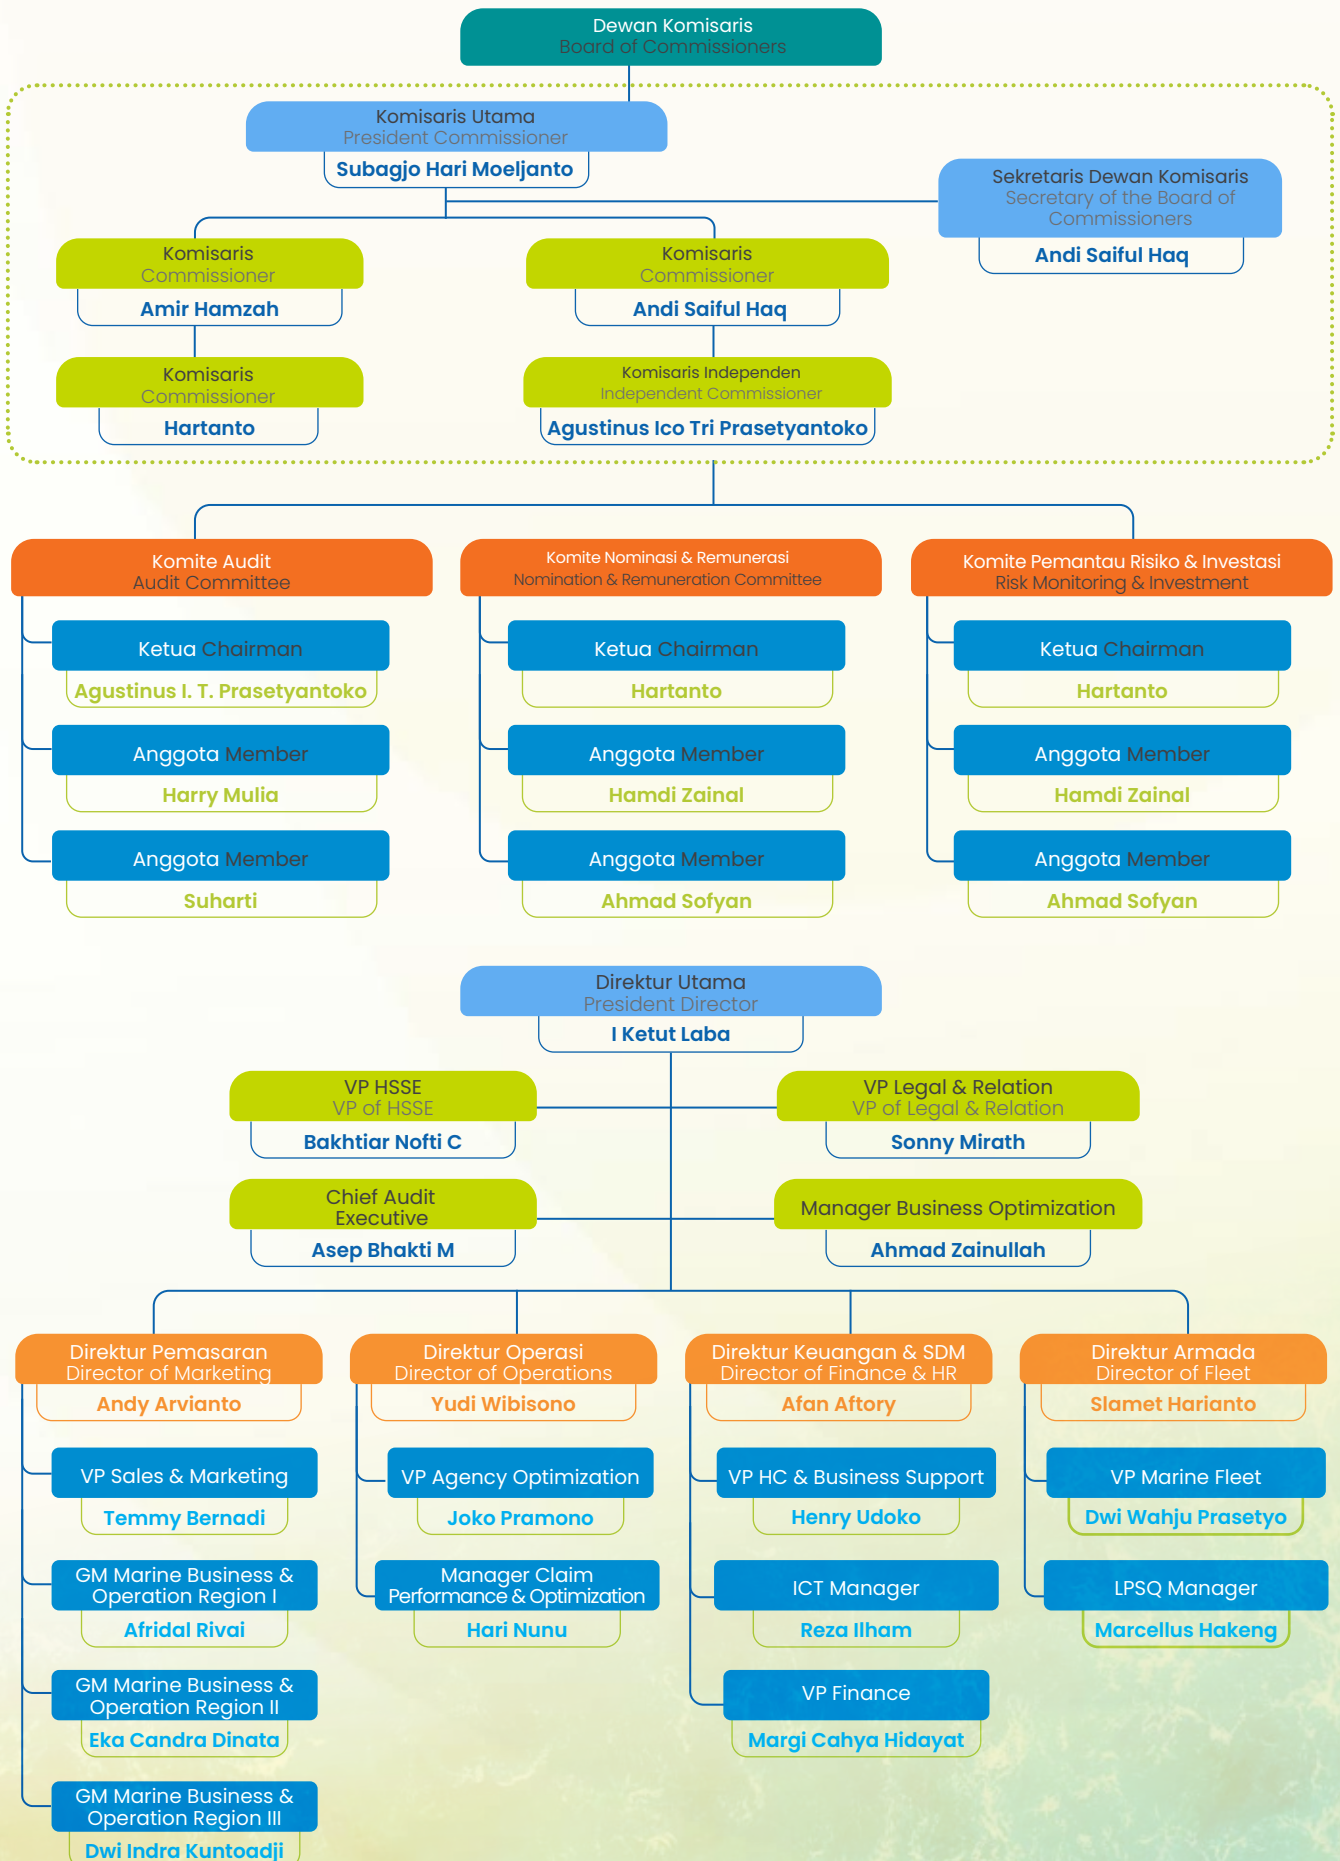 Dewan Komisaris
Board of Commissioners
Komisaris Utama
President Commissioner
Subagjo Hari Moeljanto
Sekretaris Dewan Komisaris
Secretary of the Board of
Commissioners
Andi Saiful Haq
Komisaris
Commissioner
Amir Hamzah
Komisaris
Commissioner
Andi Saiful Haq
Komisaris
Commissioner
Hartanto
Komisaris Independen
Independent Commissioner
Agustinus Ico Tri Prasetyantoko
Komite Audit
Audit Committee
Ketua Chairman
Agustinus I. T. Prasetyantoko
Anggota Member
Harry Mulia
Anggota Member
Suharti
Komite Nominasi & Remunerasi
Nomination & Remuneration Committee
Ketua Chairman
Hartanto
Anggota Member
Hamdi Zainal
Anggota Member
Ahmad Sofyan
Komite Pemantau Risiko & Investasi
Risk Monitoring & Investment
Ketua Chairman
Hartanto
Anggota Member
Hamdi Zainal
Anggota Member
Ahmad Sofyan
Direktur Utama
President Director
I Ketut Laba
VP HSSE
VP of HSSE
Bakhtiar Nofti C
VP Legal & Relation
VP of Legal & Relation
Sonny Mirath
Chief Audit
Executive
Asep Bhakti M
Manager Business Optimization
Ahmad Zainullah
Direktur Pemasaran
Director of Marketing
Andy Arvianto
VP Sales & Marketing
Temmy Bernadi
GM Marine Business &
Operation Region I
Afridal Rivai
GM Marine Business &
Operation Region II
Eka Candra Dinata
GM Marine Business &
Operation Region III
Dwi Indra Kuntoadji
Direktur Operasi
Director of Operations
Yudi Wibisono
VP Agency Optimization
Joko Pramono
Manager Claim
Performance & Optimization
Hari Nunu
Direktur Keuangan & SDM
Director of Finance & HR
Afan Aftory
VP HC & Business Support
Henry Udoko
ICT Manager
Reza Ilham
VP Finance
Margi Cahya Hidayat
Direktur Armada
Director of Fleet
Slamet Harianto
VP Marine Fleet
Dwi Wahju Prasetyo
LPSQ Manager
Marcellus Hakeng